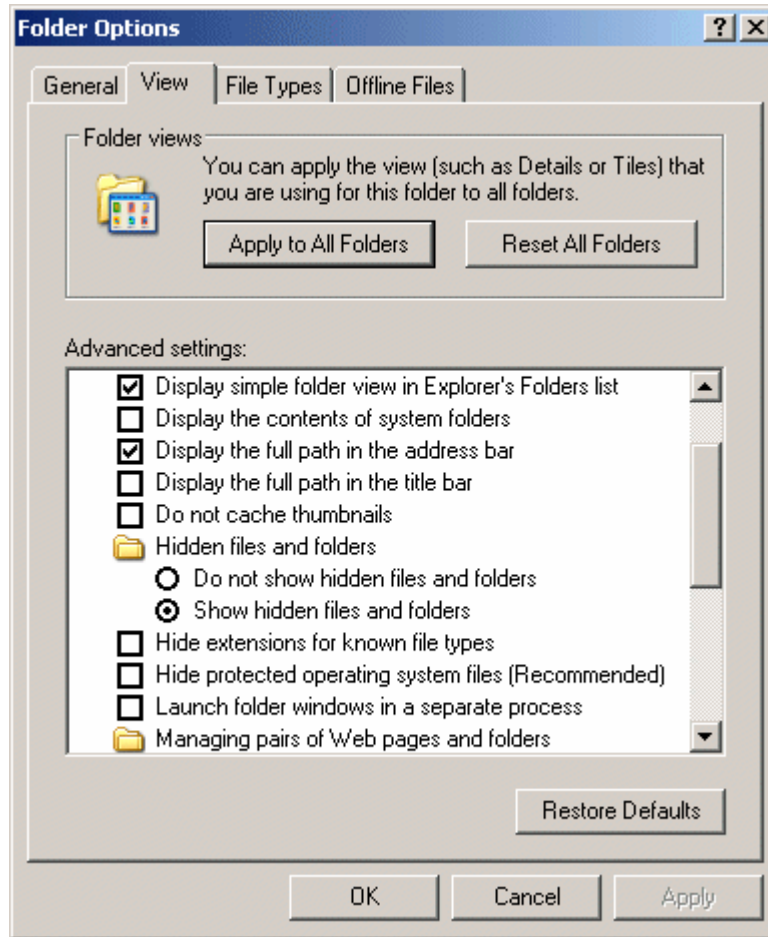 Folder Options
General View File Types Offline Files
Folder views
You can apply the view (such as Details or Tiles) that
you are using for this folder to all folders.
Apply to All Folders Reset All Folders
Advanced settings:
Display simple folder view in Explorer's Folders list
Display the contents of system folders
Display the full path in the address bar
Display the full path in the title bar
Do not cache thumbnails
Hidden files and folders
Do not show hidden files and folders
Show hidden files and folders
Hide extensions for known file types
Hide protected operating system files (Recommended)
Launch folder windows in a separate process
Managing pairs of Web pages and folders
Restore Defaults
OK Cancel Apply